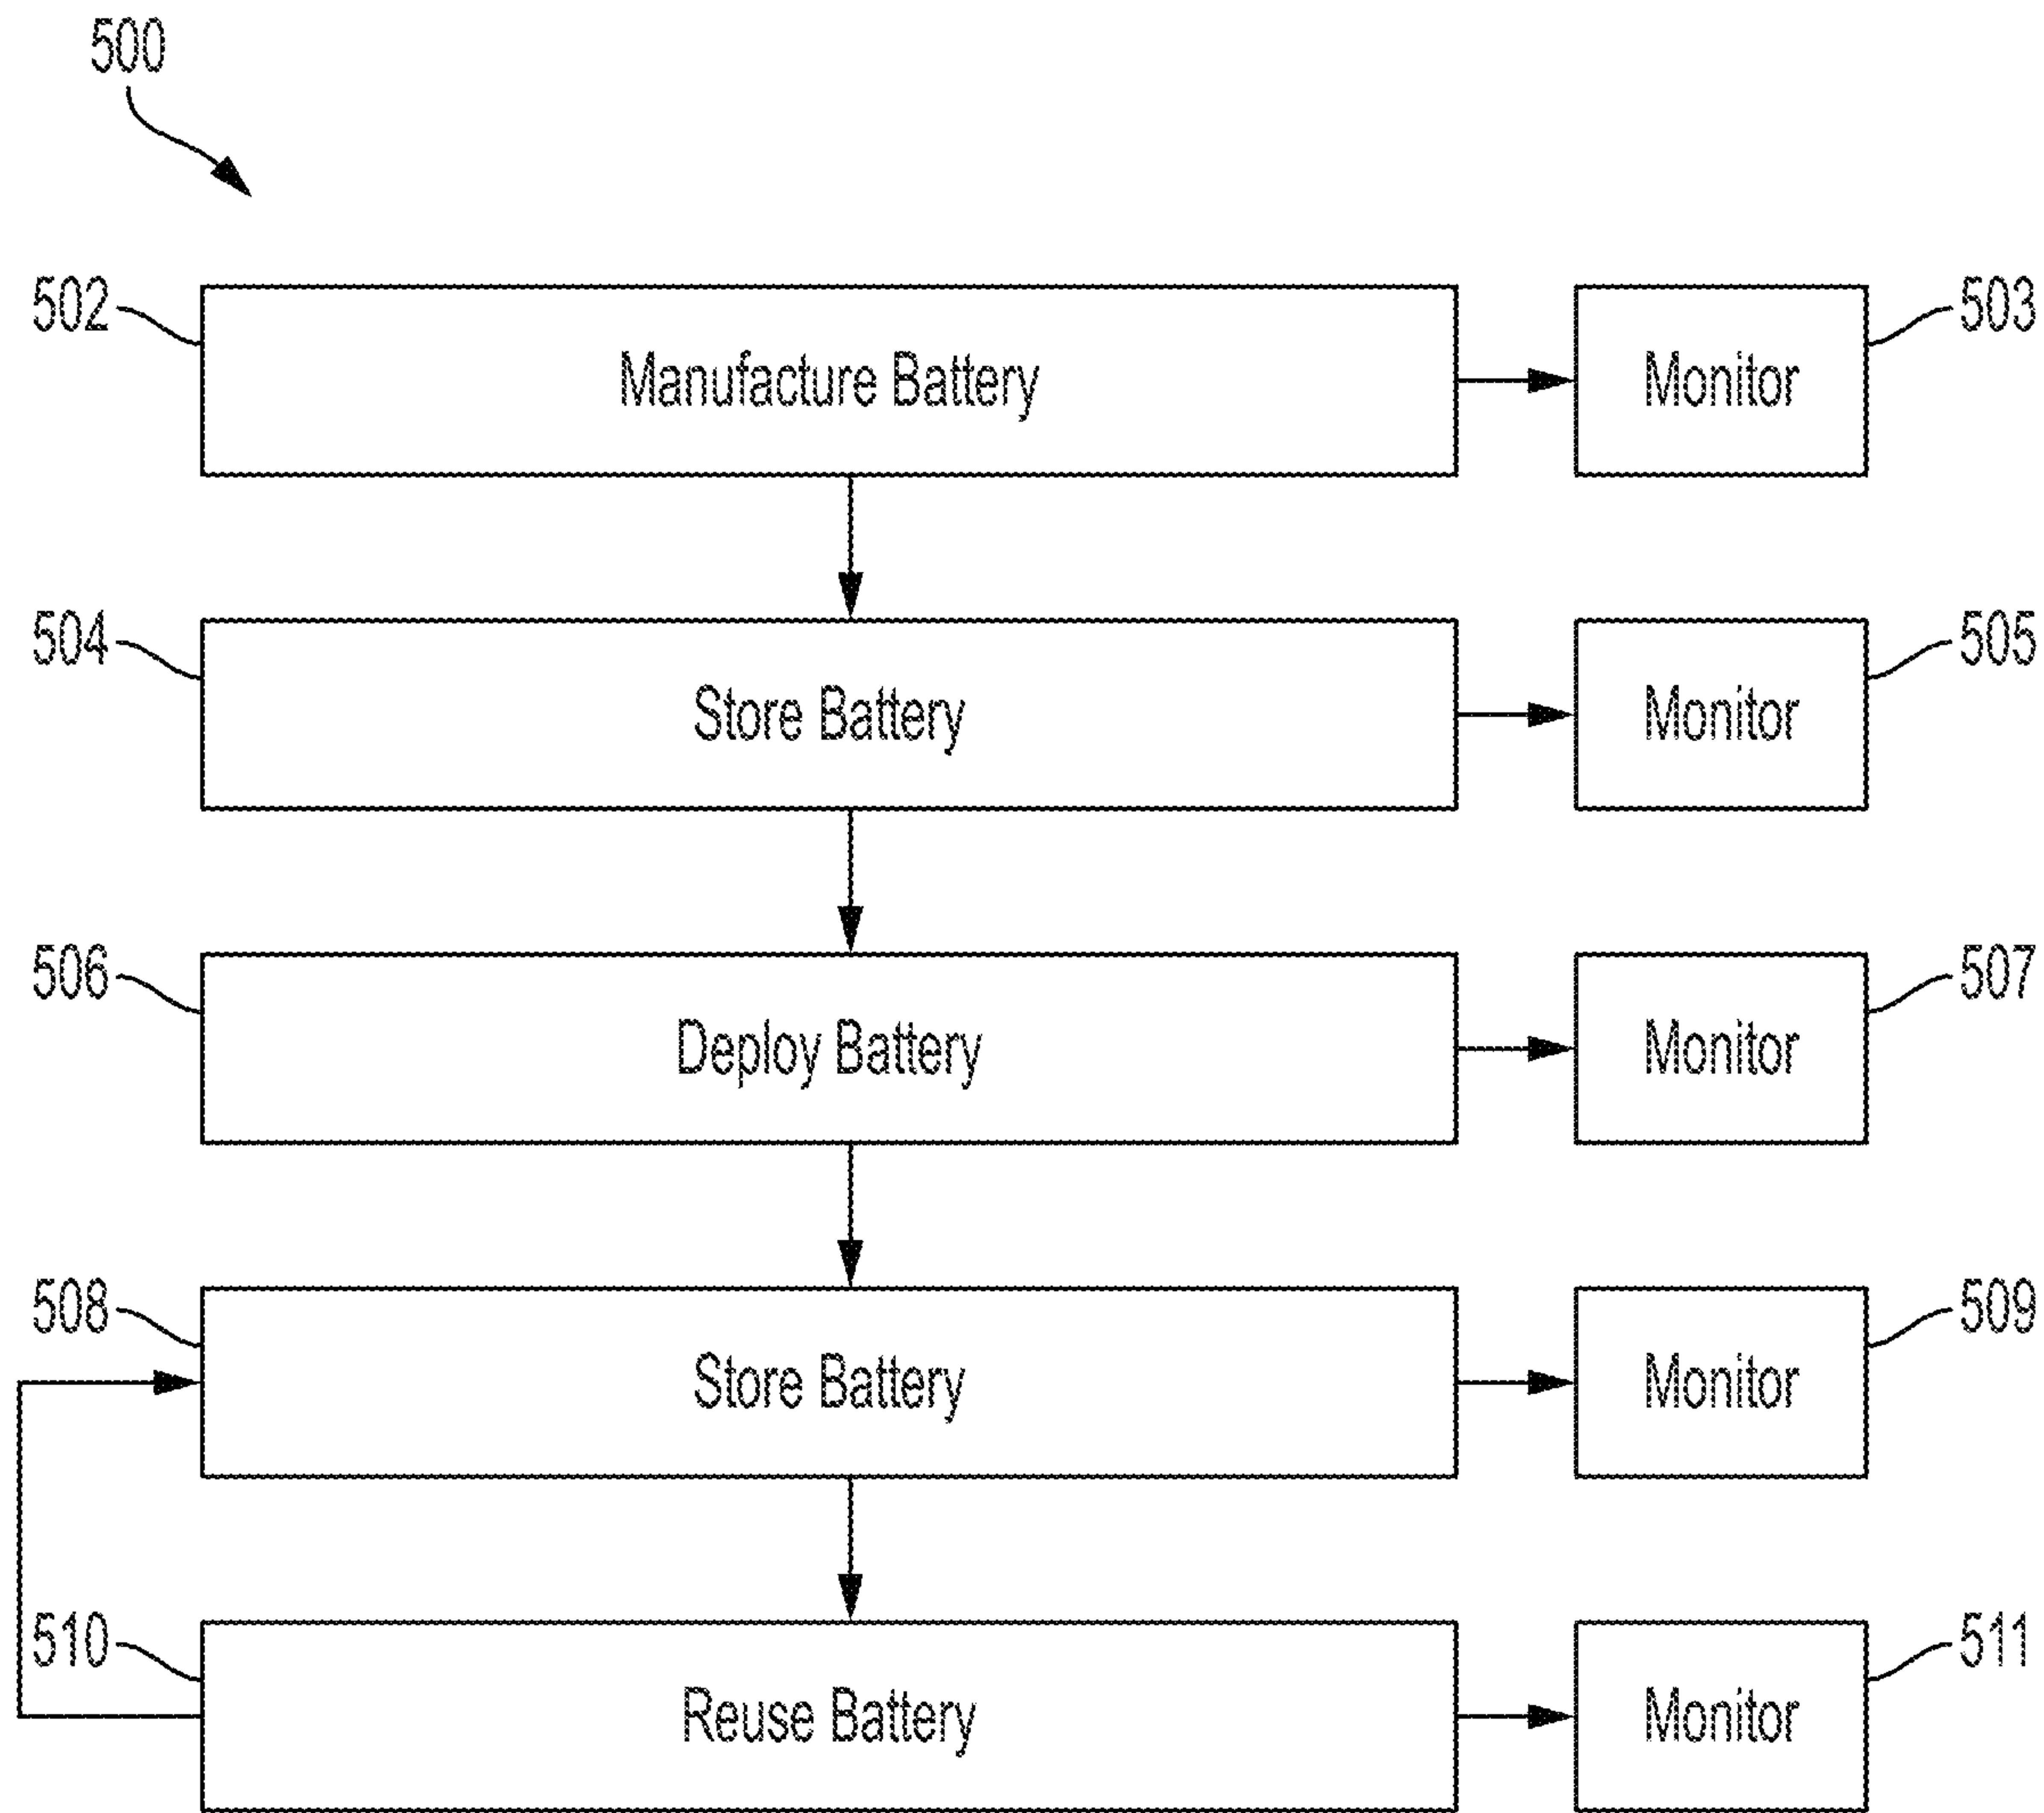 500
502
Manufacture Battery
Monitor
503
504
Store Battery
Monitor
505
506
Deploy Battery
Monitor
507
508
Store Battery
Monitor
509
510
Reuse Battery
Monitor
511